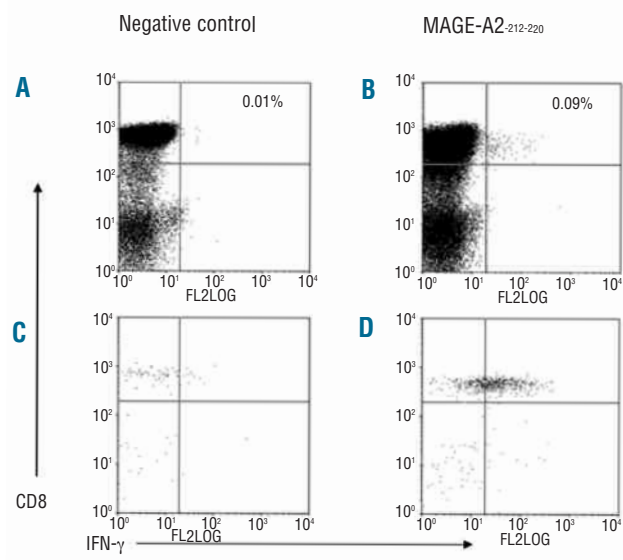 Negative control MAGE-A2-212-220
A B
10⁴ 10⁴
0.01% 0.09%
10³ 10³
10² 10²
10¹ 10¹
10⁰ 10⁰
10⁰ 10¹ 10² 10³ 10⁴ 10⁰ 10¹ 10² 10³ 10⁴
FL2LOG FL2LOG
C D
10⁴ 10⁴
10³ 10³
10² 10²
10¹ 10¹
10⁰ 10⁰
10⁰ 10¹ 10² 10³ 10⁴ 10⁰ 10¹ 10² 10³ 10⁴
CD8
FL2LOG FL2LOG
IFN-γ